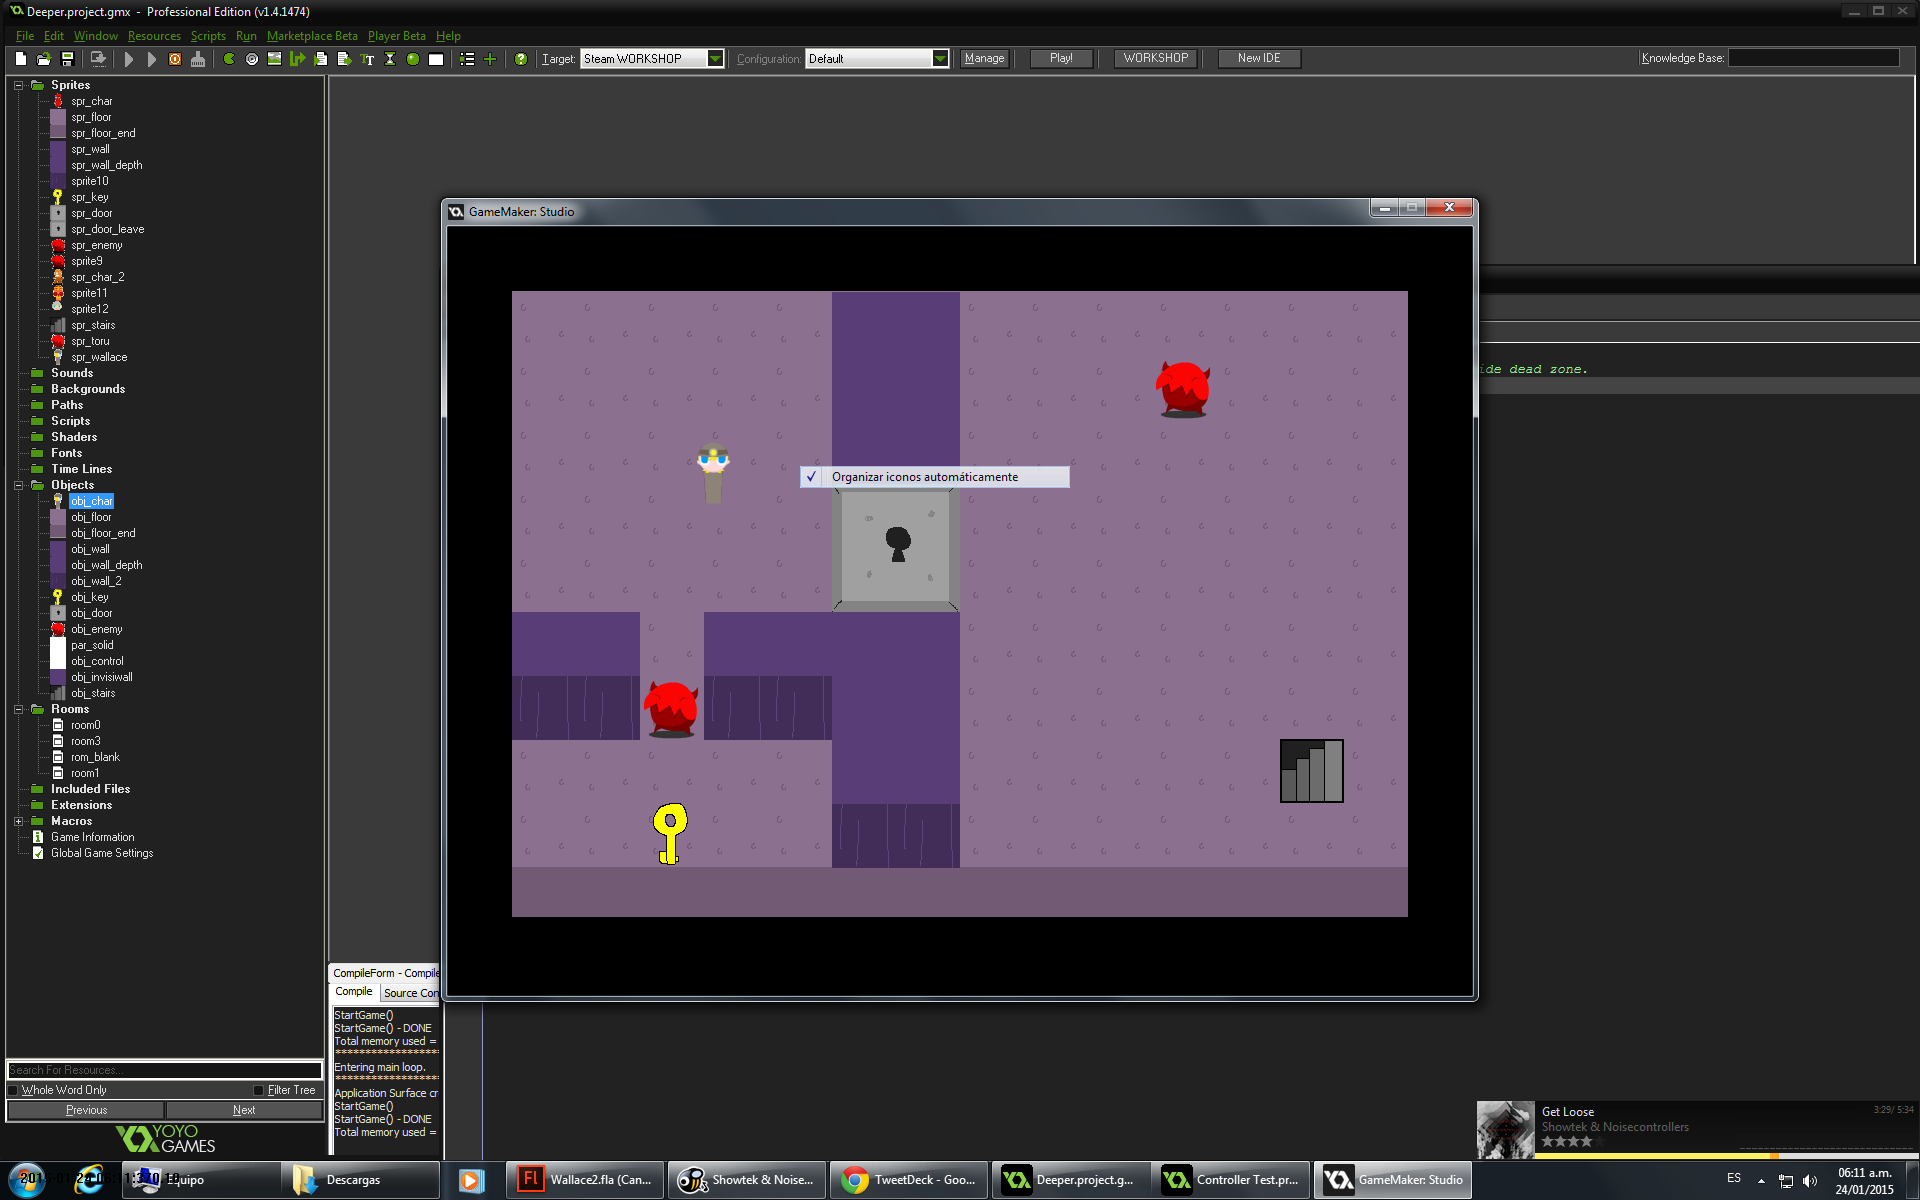 Deeper.project.gmx - Professional Edition (v1.4.1474)
File Edit Window Resources Scripts Run Marketplace Beta Player Beta Help
Target: Steam WORKSHOP Configuration: Default Manage Play! WORKSHOP New IDE Knowledge Base:
Sprites
spr_char
spr_floor
spr_floor_end
spr_wall
spr_wall_depth
sprite10
spr_key
spr_door
spr_door_leave
spr_enemy
sprite9
spr_char_2
sprite11
sprite12
spr_stairs
spr_toru
spr_wallace
Sounds
Backgrounds
Paths
Scripts
Shaders
Fonts
Time Lines
Objects
obj_char
obj_floor
obj_floor_end
obj_wall
obj_wall_depth
obj_wall_2
obj_key
obj_door
obj_enemy
par_solid
obj_control
obj_invisiwall
obj_stairs
Rooms
room0
room3
rom_blank
room1
Included Files
Extensions
Macros
Game Information
Global Game Settings
Search For Resources...
Whole Word Only Filter Tree
Previous Next
YOYO
GAMES
GameMaker: Studio
Organizar iconos automáticamente
ide dead zone.
CompileForm - Compile
Compile Source Con
StartGame()
StartGame() - DONE
Total memory used =
*******************
Entering main loop.
*******************
Application Surface cr
StartGame()
StartGame() - DONE
Total memory used =
Get Loose 3:29/ 5:34
Showtek & Noisecontrollers
Equipo Descargas Wallace2.fla (Can... Showtek & Noise... TweetDeck - Goo... Deeper.project.g... Controller Test.pr... GameMaker: Studio ES
06:11 a.m.
24/01/2015